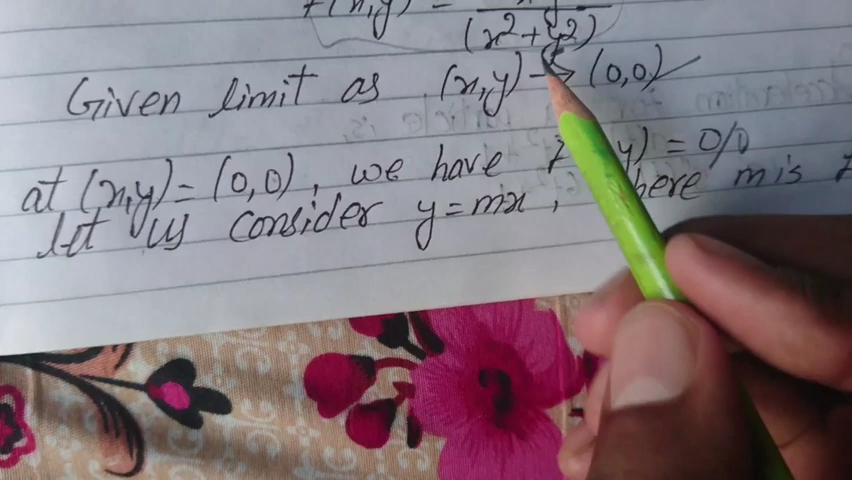 (x²+y2)
Given limit as (x,y) → (0,0)
at (x,y) = (0,0), we have y) = 0/0
let us consider y = mx, here m is